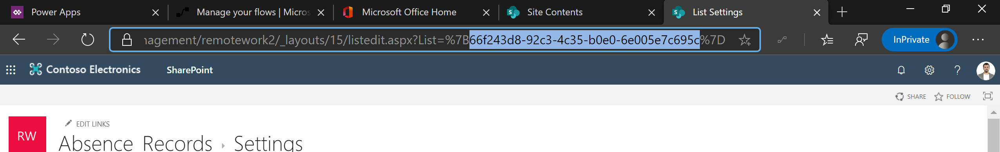 Power Apps
Manage your flows | Micros
Microsoft Office Home
Site Contents
List Settings
nagement/remotework2/_layouts/15/listedit.aspx?List=%7B66f243d8-92c3-4c35-b0e0-6e005e7c695c%7D
InPrivate
Contoso Electronics
SharePoint
SHARE
FOLLOW
RW
EDIT LINKS
Absence Records ▸ Settings